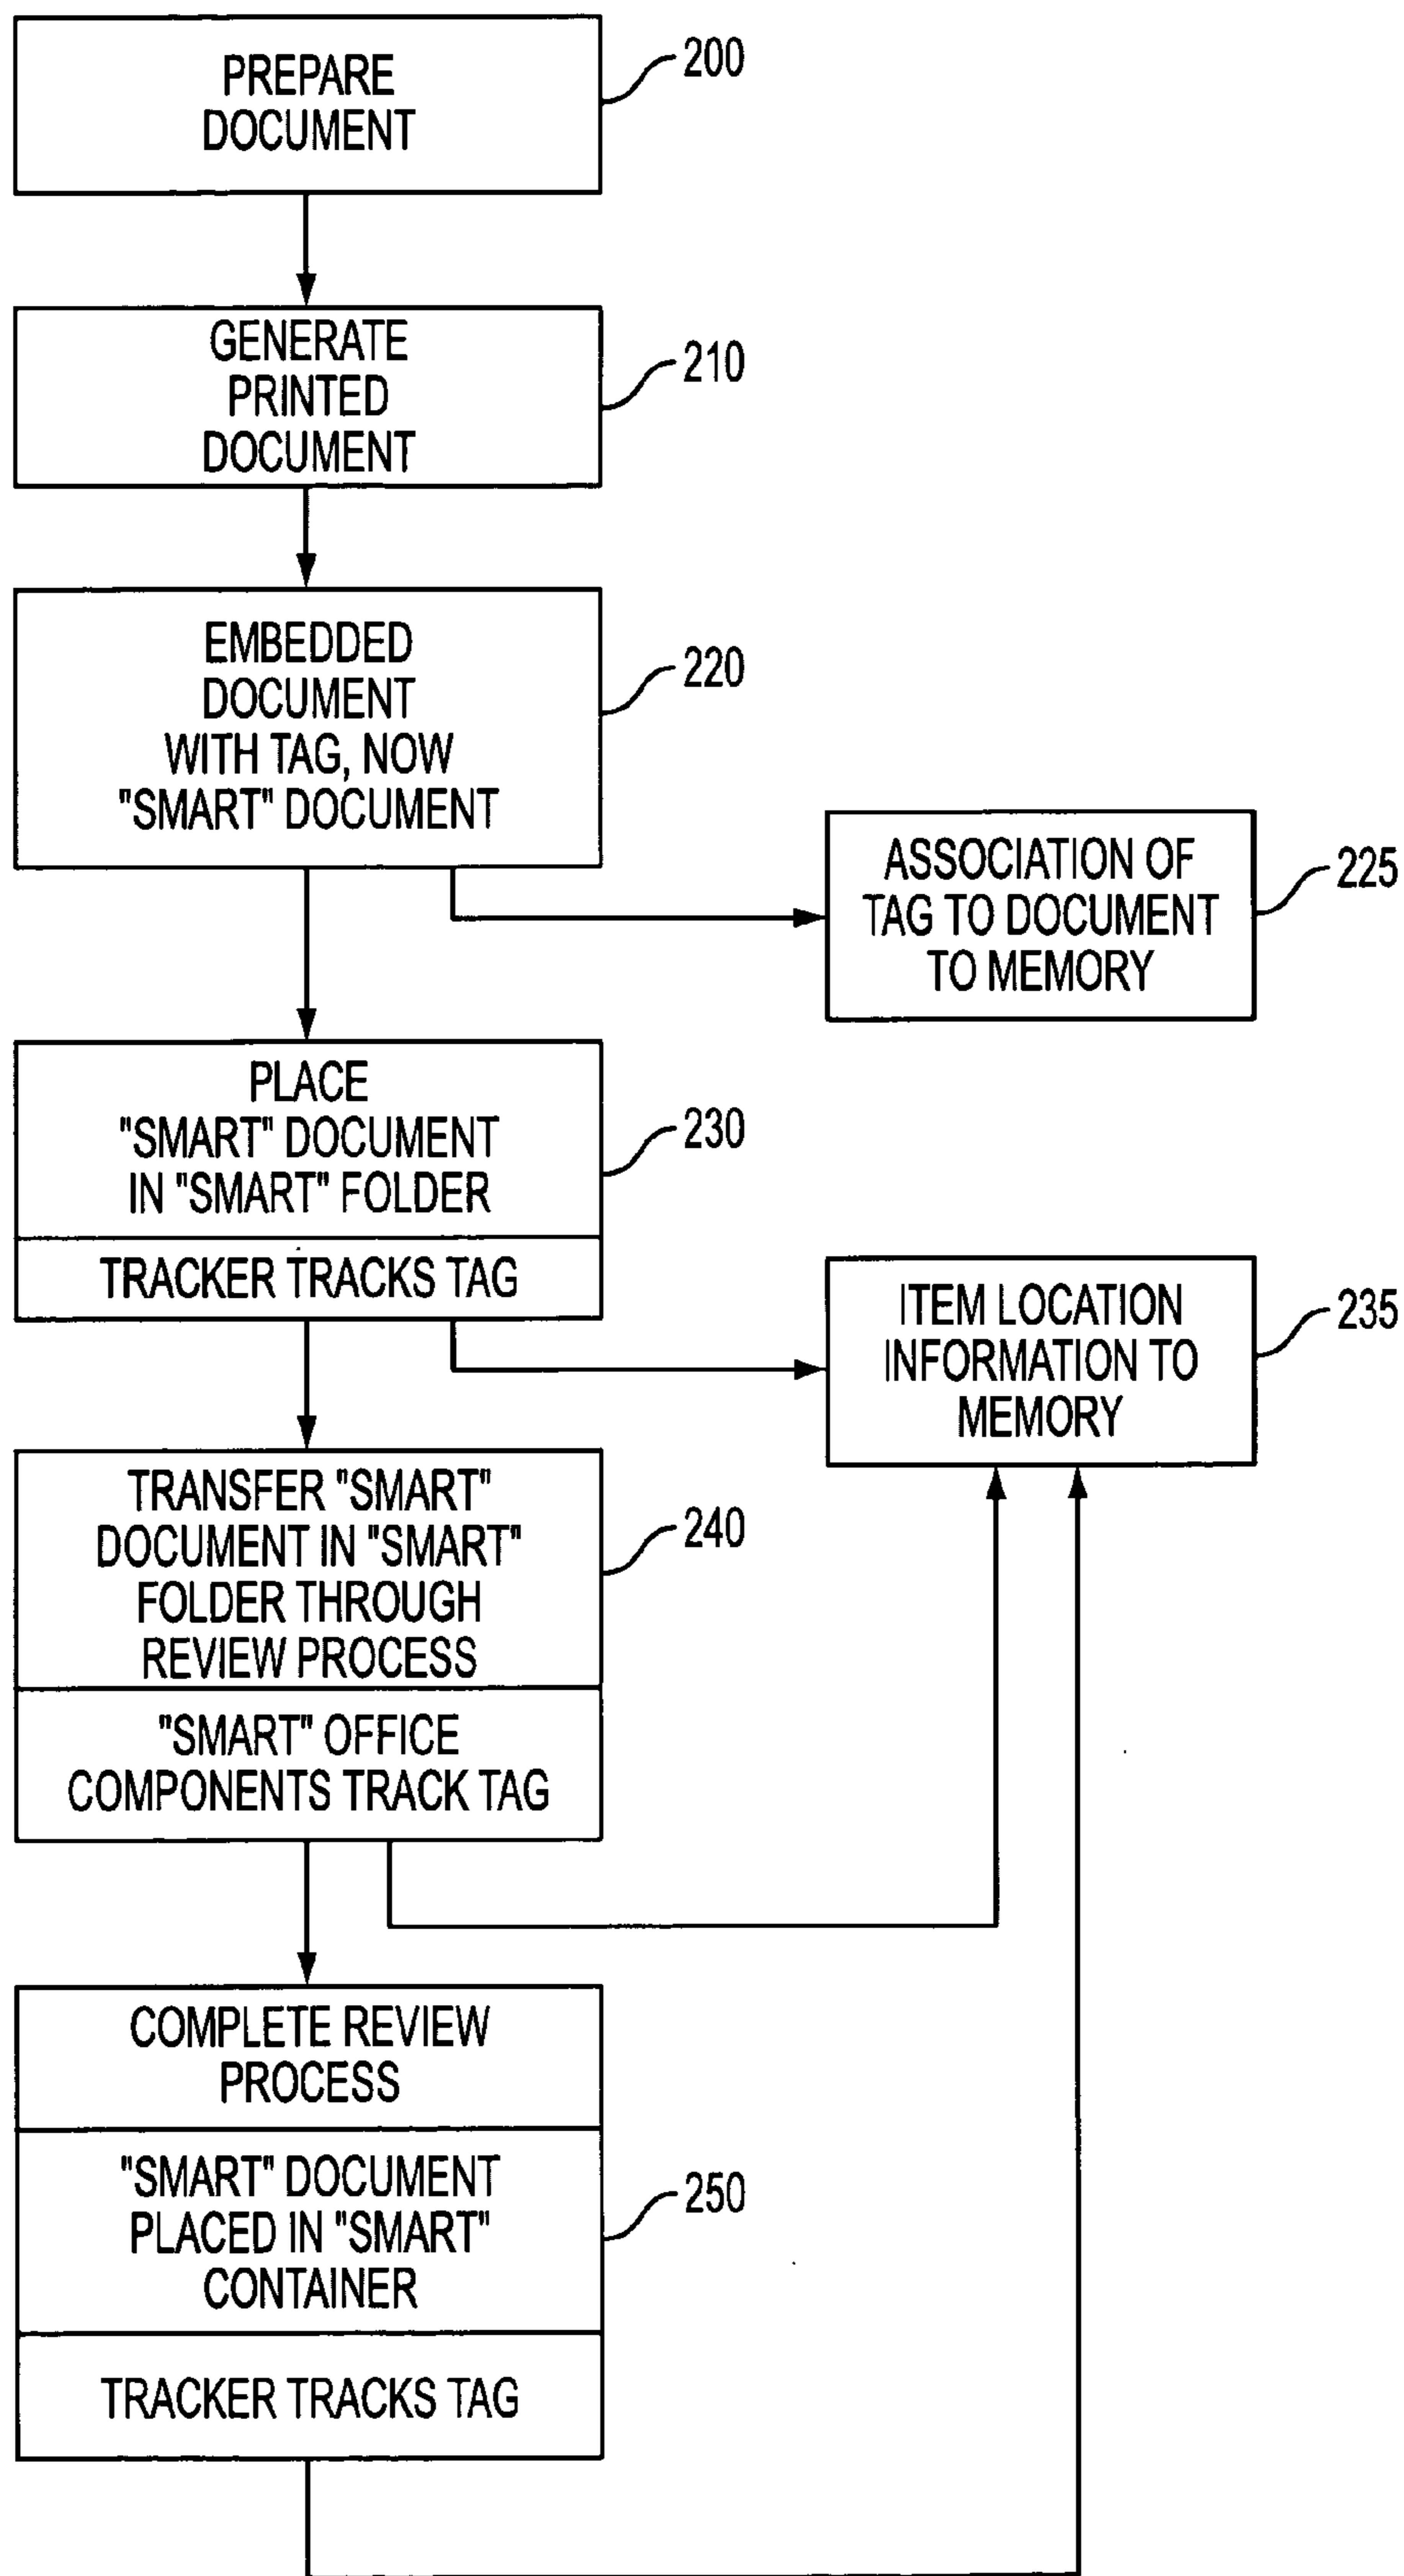 PREPARE
DOCUMENT
200
GENERATE
PRINTED
DOCUMENT
210
EMBEDDED
DOCUMENT
WITH TAG, NOW
"SMART" DOCUMENT
220
ASSOCIATION OF
TAG TO DOCUMENT
TO MEMORY
225
PLACE
"SMART" DOCUMENT
IN "SMART" FOLDER
TRACKER TRACKS TAG
230
ITEM LOCATION
INFORMATION TO
MEMORY
235
TRANSFER "SMART"
DOCUMENT IN "SMART"
FOLDER THROUGH
REVIEW PROCESS
"SMART" OFFICE
COMPONENTS TRACK TAG
240
COMPLETE REVIEW
PROCESS
"SMART" DOCUMENT
PLACED IN "SMART"
CONTAINER
TRACKER TRACKS TAG
250